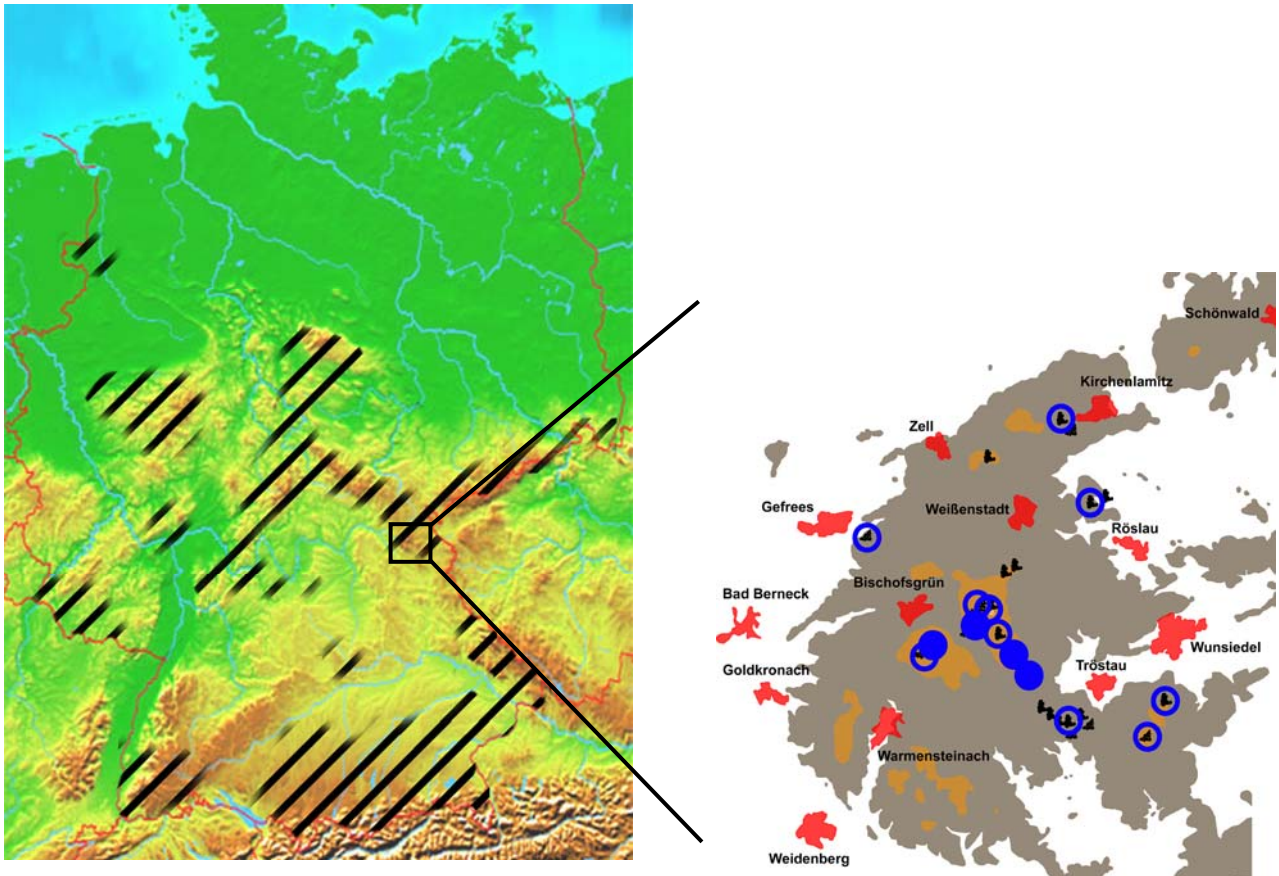 Schönwald
Kirchenlamitz
Zell
Gefrees
Weißenstadt
Röslau
Bischofsgrün
Bad Berneck
Wunsiedel
Goldkronach
Tröstau
Warmensteinach
Weidenberg